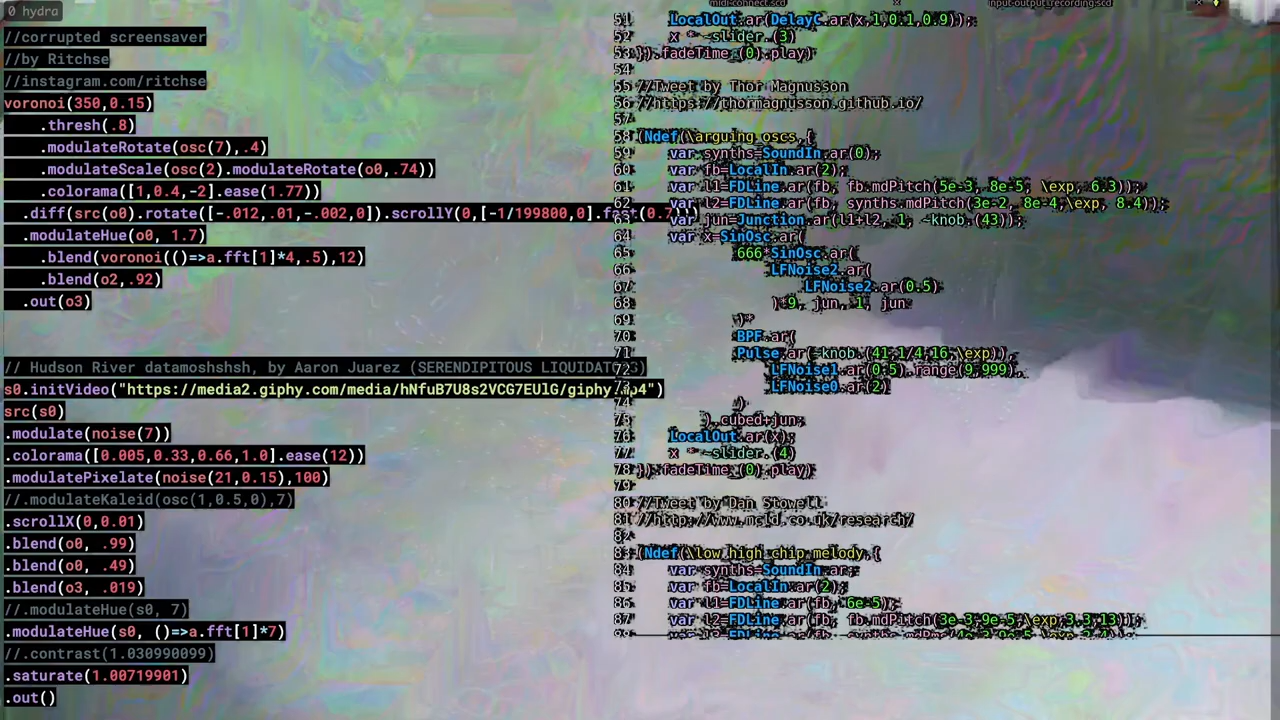 0 hydra
//corrupted screensaver
//by Ritchse
//instagram.com/ritchse
voronoi(350,0.15)
.thresh(.8)
.modulateRotate(osc(7),.4)
.modulateScale(osc(2).modulateRotate(o0,.74))
.colorama([1,0.4,-2].ease(1.77))
.diff(src(o0).rotate([-.012,.01,-.002,0]).scrollY(0,[-1/199800,0].fast(0.7)))
.modulateHue(o0, 1.7)
.blend(voronoi(()=>a.fft[1]*4,.5),12)
.blend(o2,.92)
.out(o3)
// Hudson River datamoshshsh, by Aaron Juarez (SERENDIPITOUS
s0.initVideo("https://media2.giphy.com/media/hNfuB7U8s2VCG7EUlG/giphy.mp4")
src(s0)
.modulate(noise(7))
.colorama([0.005,0.33,0.66,1.0].ease(12))
.modulatePixelate(noise(21,0.15),100)
//.modulateKaleid(osc(1,0.5,0),7)
.scrollX(0,0.01)
.blend(o0, .99)
.blend(o0, .49)
.blend(o3, .019)
//.modulateHue(s0, 7)
.modulateHue(s0, ()=>a.fft[1]*7)
//.contrast(1.030990099)
.saturate(1.00719901)
.out()
midi-connect.scd
input-output,recording.scd
51 LocalOut.ar(DelayC.ar(x,1,0.1,0.9));
52 x * ~slider.(3)
53 }).fadeTime_(0).play)
54
55 //Tweet by Thor Magnusson
56 //https://thormagnusson.github.io/
57
58 (Ndef(\arguing_oscs,{
59 var synths=SoundIn.ar(0);
60 var fb=LocalIn.ar(2);
61 var l1=FDLine.ar(fb, fb.mdPitch(5e-3, 8e-5, \exp, 6.3));
62 var l2=FDLine.ar(fb, synths.mdPitch(3e-2, 8e-4,\exp, 8.4));
63 var jun=Junction.ar(l1+l2, 1, ~knob.(43));
64 var x=SinOsc.ar(
65 666*SinOsc.ar(
66 LFNoise2.ar(
67 LFNoise2.ar(0.5)
68 )*9, jun, 1, jun
69 )*
70 BPF.ar(
71 Pulse.ar(~knob.(41,1/4,16,\exp)),
72 LFNoise1.ar(0.5).range(9,999),
73 LFNoise0.ar(2)
74 )
75 ).cubed+jun;
76 LocalOut.ar(x);
77 x * ~slider.(4)
78 }).fadeTime_(0).play)
79
80 //Tweet by Dan Stowell
81 //http://www.mcld.co.uk/research/
82
83 (Ndef(\low_high_chip_melody,{
84 var synths=SoundIn.ar;
85 var fb=LocalIn.ar(2);
86 var l1=FDLine.ar(fb, 6e-5);
87 var l2=FDLine.ar(fb, fb.mdPitch(3e-3,9e-5,\exp,3.3,13));